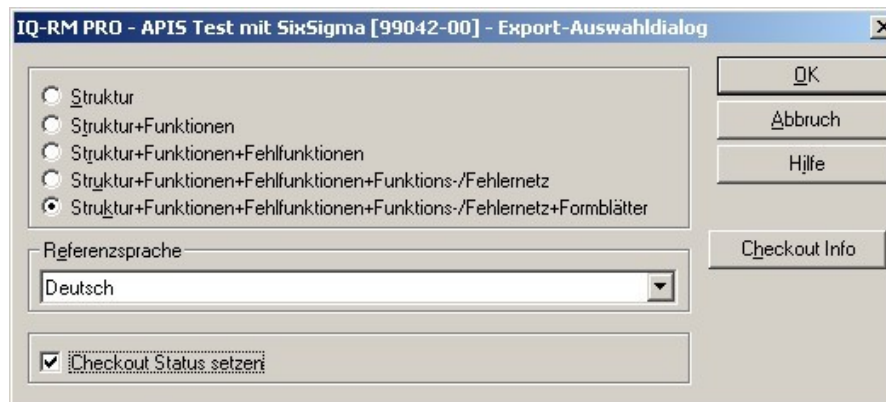 IQ-RM PRO - APIS Test mit SixSigma [99042-00] - Export-Auswahldialog
Struktur
Struktur+Funktionen
Struktur+Funktionen+Fehlfunktionen
Struktur+Funktionen+Fehlfunktionen+Funktions-/Fehlernetz
Struktur+Funktionen+Fehlfunktionen+Funktions-/Fehlernetz+Formblätter
Referenzsprache
Deutsch
Checkout Status setzen
OK
Abbruch
Hilfe
Checkout Info